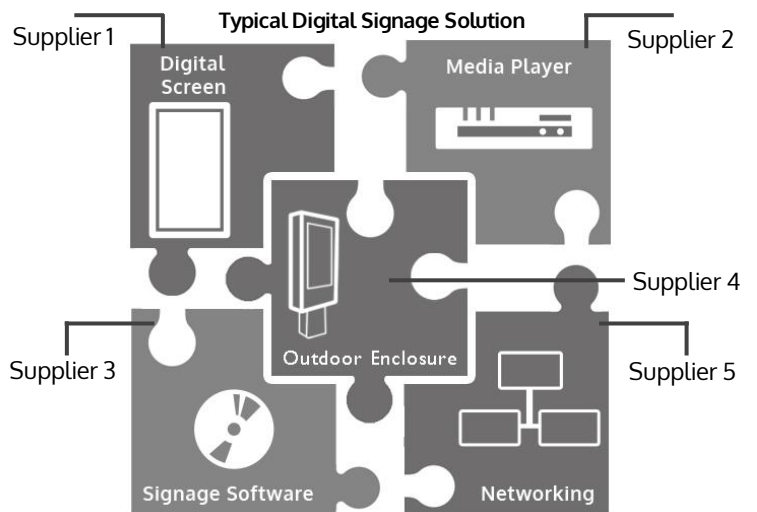 Typical Digital Signage Solution
Supplier 1
Supplier 2
Digital
Screen
Media Player
Supplier 4
Outdoor Enclosure
Supplier 3
Supplier 5
Signage Software
Networking